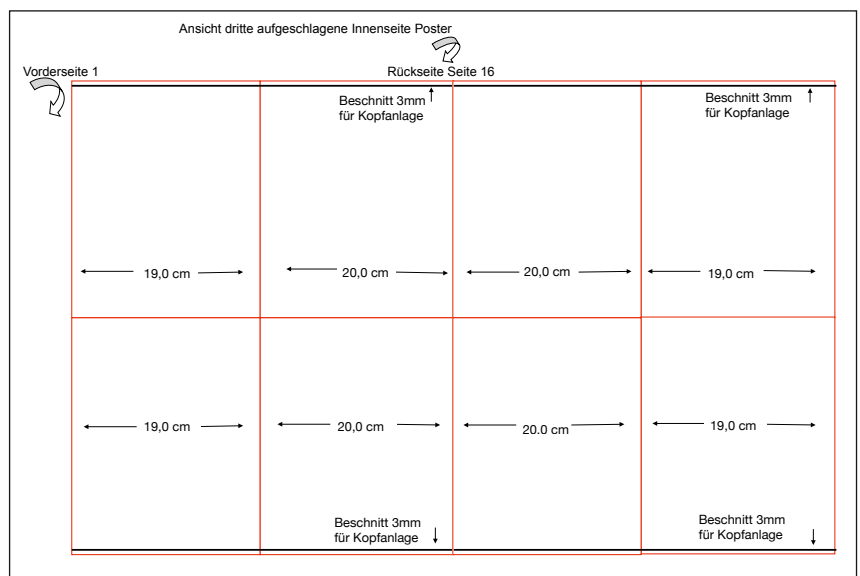 Ansicht dritte aufgeschlagene Innenseite Poster
Vorderseite 1
Rückseite Seite 16
Beschnitt 3mm
für Kopfanlage
Beschnitt 3mm
für Kopfanlage
19,0 cm
20,0 cm
20,0 cm
19,0 cm
19,0 cm
20,0 cm
20.0 cm
19,0 cm
Beschnitt 3mm
für Kopfanlage
Beschnitt 3mm
für Kopfanlage